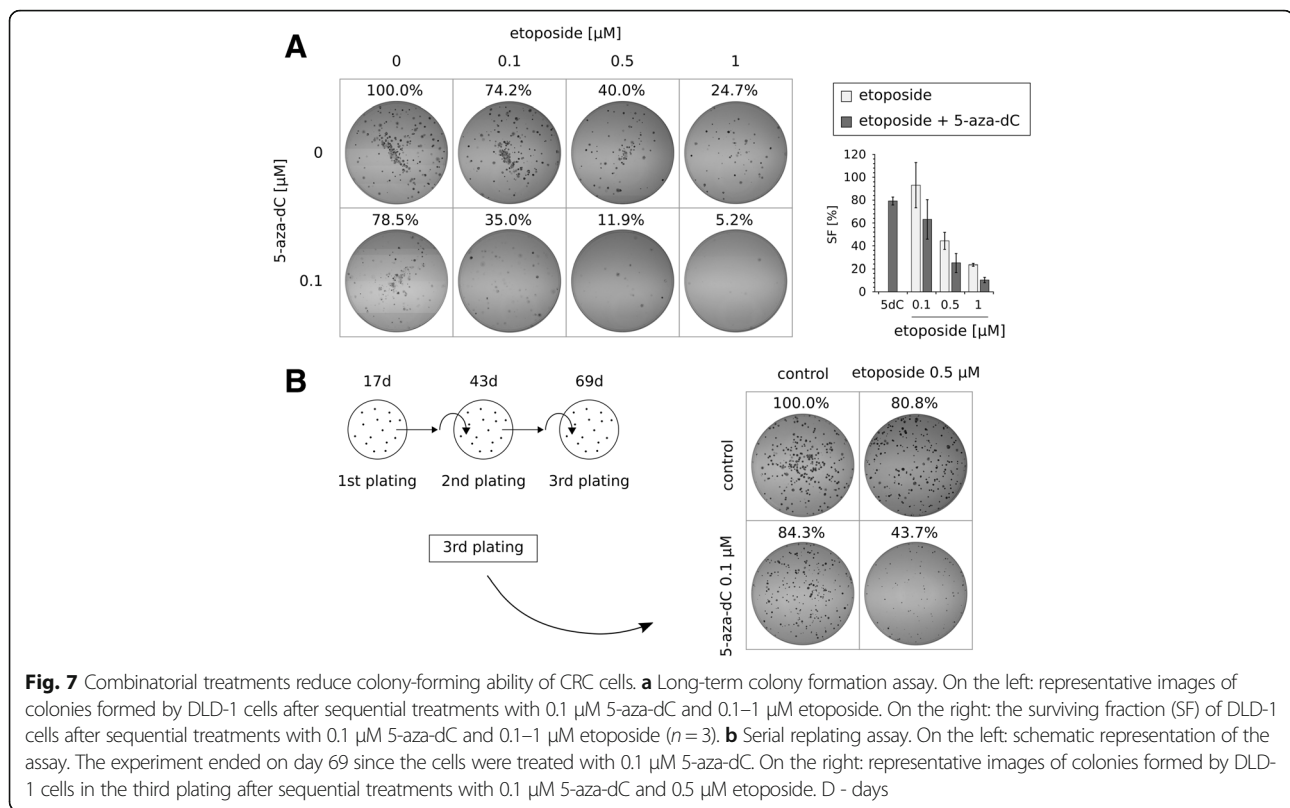 A
etoposide [µM]
0 0.1 0.5 1
100.0% 74.2% 40.0% 24.7%
0
78.5% 35.0% 11.9% 5.2%
0.1
5-aza-dC [µM]
etoposide
etoposide + 5-aza-dC
120
100
80
60
40
20
0
SF [%]
5dC 0.1 0.5 1
etoposide [µM]
B
17d 43d 69d
1st plating 2nd plating 3rd plating
3rd plating
control etoposide 0.5 µM
100.0% 80.8%
control
84.3% 43.7%
5-aza-dC 0.1 µM
Fig. 7 Combinatorial treatments reduce colony-forming ability of CRC cells. a Long-term colony formation assay. On the left: representative images of
colonies formed by DLD-1 cells after sequential treatments with 0.1 µM 5-aza-dC and 0.1–1 µM etoposide. On the right: the surviving fraction (SF) of DLD-1
cells after sequential treatments with 0.1 µM 5-aza-dC and 0.1–1 µM etoposide (n = 3). b Serial replating assay. On the left: schematic representation of the
assay. The experiment ended on day 69 since the cells were treated with 0.1 µM 5-aza-dC. On the right: representative images of colonies formed by DLD-
1 cells in the third plating after sequential treatments with 0.1 µM 5-aza-dC and 0.5 µM etoposide. D - days